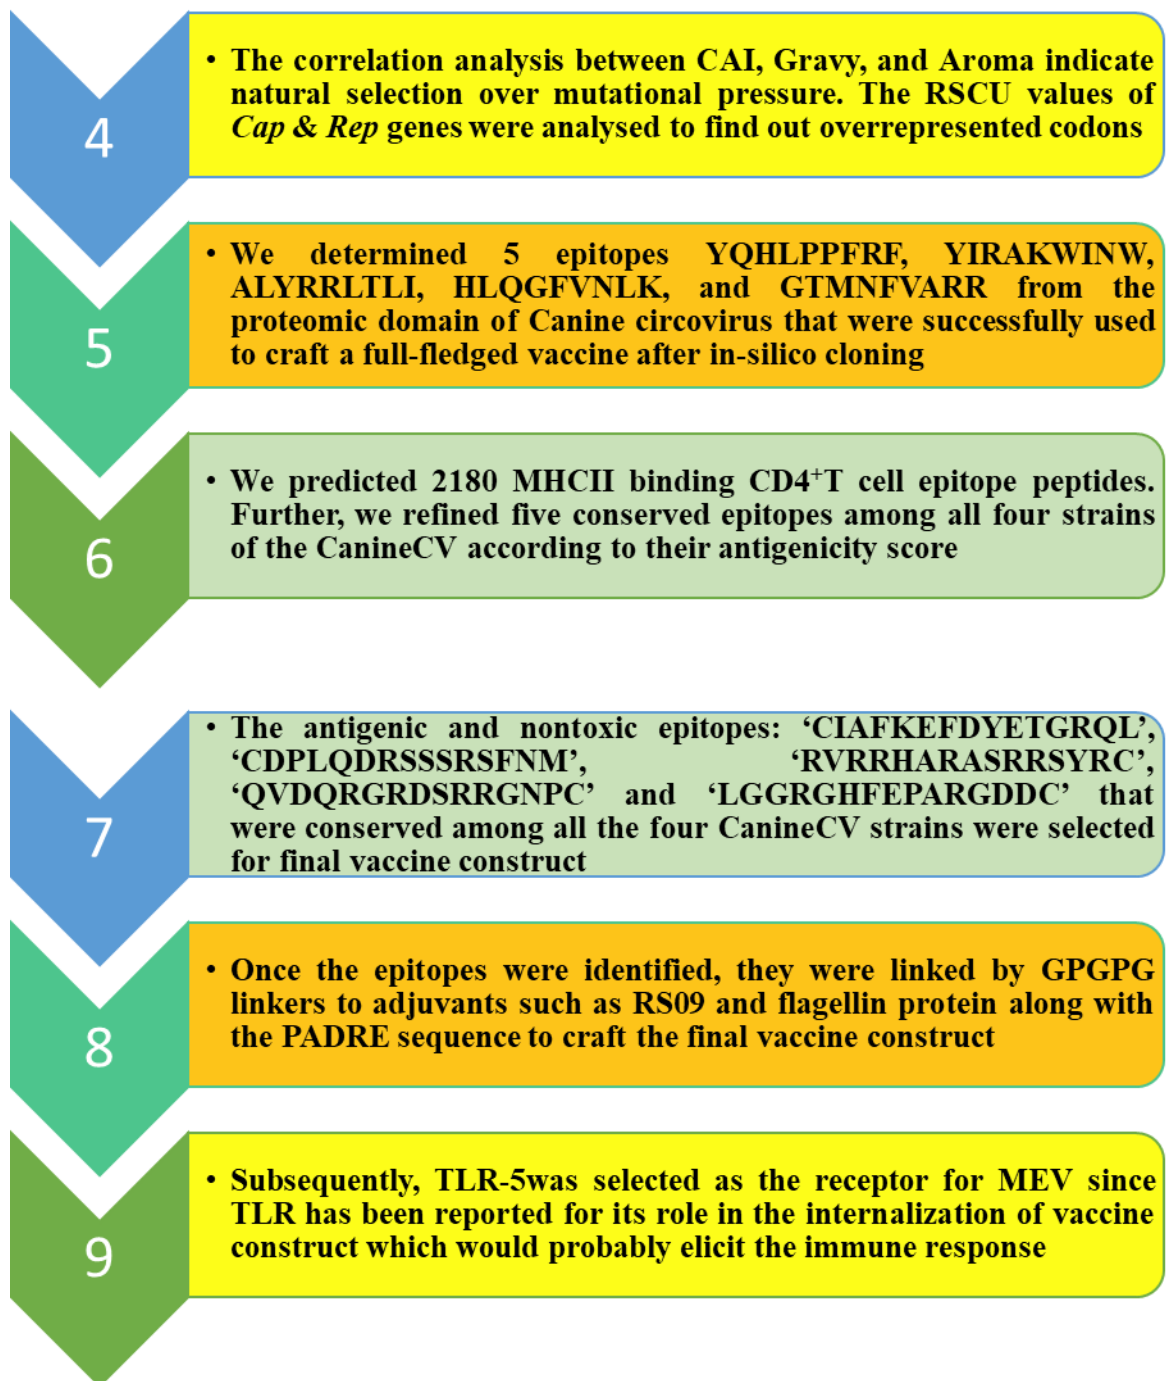 4
• The correlation analysis between CAI, Gravy, and Aroma indicate
natural selection over mutational pressure. The RSCU values of
Cap & Rep genes were analysed to find out overrepresented codons
5
• We determined 5 epitopes YQHLPPFRF, YIRAKWINW,
ALYRRLTLI, HLQGFVNLK, and GTMNFVARR from the
proteomic domain of Canine circovirus that were successfully used
to craft a full-fledged vaccine after in-silico cloning
6
• We predicted 2180 MHCII binding CD4⁺T cell epitope peptides.
Further, we refined five conserved epitopes among all four strains
of the CanineCV according to their antigenicity score
7
• The antigenic and nontoxic epitopes: ‘CIAFKEFDYETGRQL’,
‘CDPLQDRSSSRSFNM’, ‘RVRRHARASRRSYRC’,
‘QVDQRGRDSRRGNPC’ and ‘LGGRGHFEPARGDDC’ that
were conserved among all the four CanineCV strains were selected
for final vaccine construct
8
• Once the epitopes were identified, they were linked by GPGPG
linkers to adjuvants such as RS09 and flagellin protein along with
the PADRE sequence to craft the final vaccine construct
9
• Subsequently, TLR-5was selected as the receptor for MEV since
TLR has been reported for its role in the internalization of vaccine
construct which would probably elicit the immune response